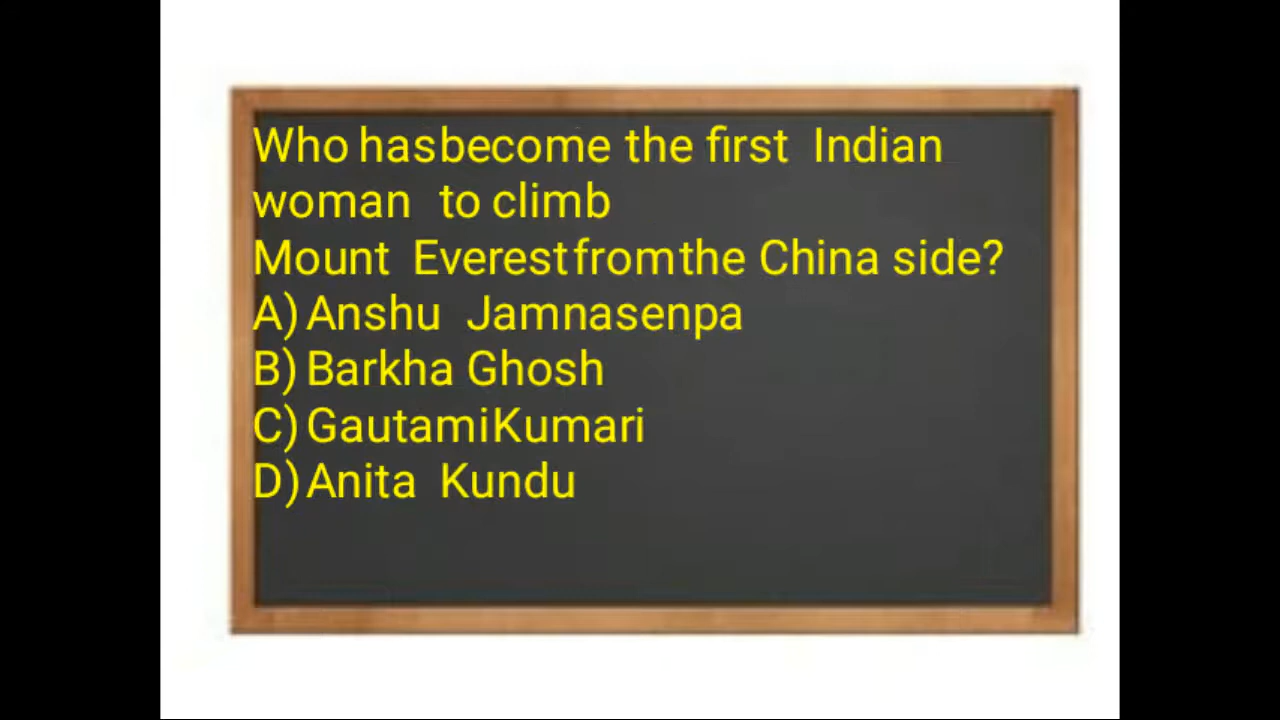 Who hasbecome the first Indian
woman to climb
Mount Everestfromthe China side?
A) Anshu Jamnasenpa
B) Barkha Ghosh
C) GautamiKumari
D) Anita Kundu